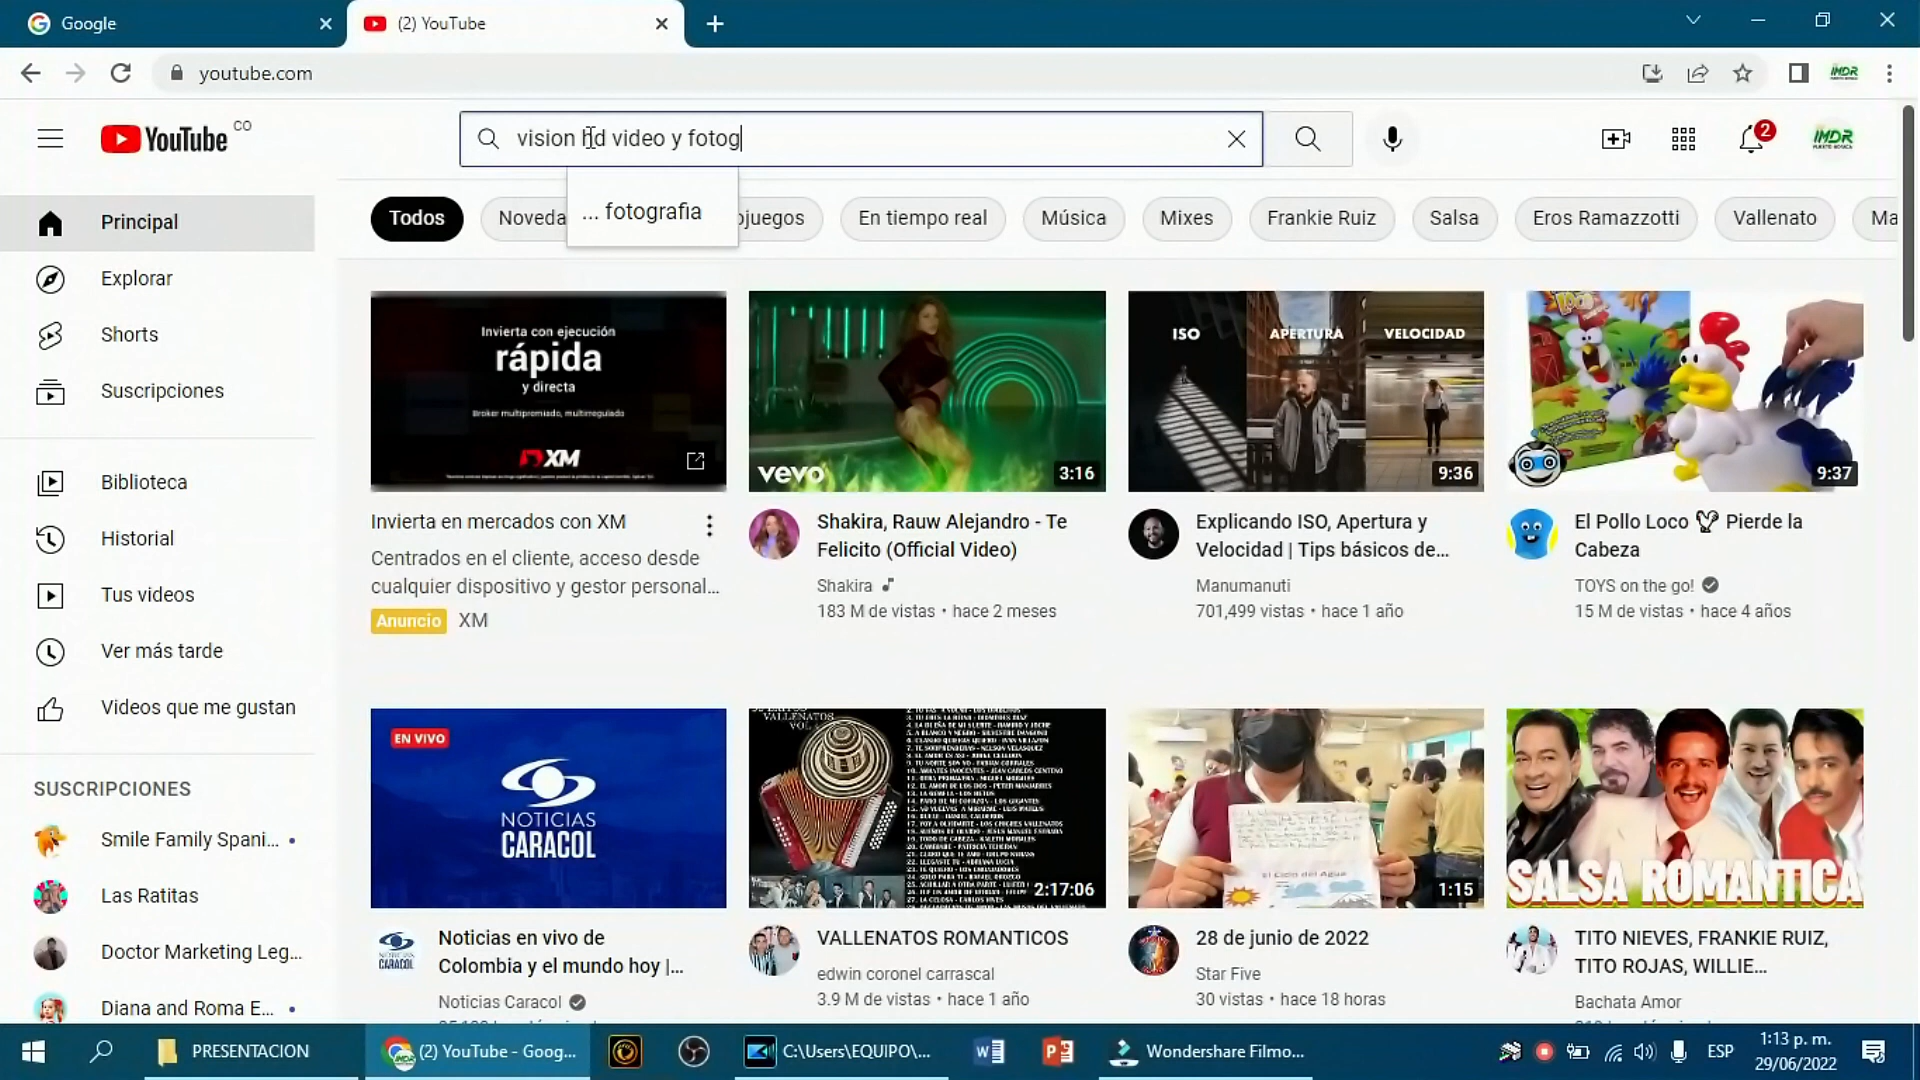 Google
(2) YouTube
youtube.com
IMDR
YouTube
CO
vision hd video y fotog
2
IMDR
... fotografia
Todos
Noveda
ojuegos
En tiempo real
Música
Mixes
Frankie Ruiz
Salsa
Eros Ramazzotti
Vallenato
Ma
Principal
Explorar
Shorts
Suscripciones
Biblioteca
Historial
Tus videos
Ver más tarde
Videos que me gustan
SUSCRIPCIONES
Smile Family Spani...
Las Ratitas
Doctor Marketing Leg...
Diana and Roma E...
Invierta con ejecución
rápida
y directa
Broker multipremiado, multirregulado
XM
Invierta en mercados con XM
Centrados en el cliente, acceso desde
cualquier dispositivo y gestor personal...
Anuncio XM
vevo
3:16
Shakira, Rauw Alejandro - Te
Felicito (Official Video)
Shakira
183 M de vistas • hace 2 meses
ISO
APERTURA
VELOCIDAD
9:36
Explicando ISO, Apertura y
Velocidad | Tips básicos de...
Manumanuti
701,499 vistas • hace 1 año
9:37
El Pollo Loco 🐓 Pierde la
Cabeza
TOYS on the go!
15 M de vistas • hace 4 años
EN VIVO
NOTICIAS
CARACOL
Noticias en vivo de
Colombia y el mundo hoy |...
Noticias Caracol
VALLENATOS
2:17:06
VALLENATOS ROMANTICOS
edwin coronel carrascal
3.9 M de vistas • hace 1 año
El Ciclo del Agua
1:15
28 de junio de 2022
Star Five
30 vistas • hace 18 horas
SALSA ROMANTICA
TITO NIEVES, FRANKIE RUIZ,
TITO ROJAS, WILLIE...
Bachata Amor
PRESENTACION
(2) YouTube - Goog...
C:\Users\EQUIPO\...
Wondershare Filmo...
ESP
1:13 p. m.
29/06/2022